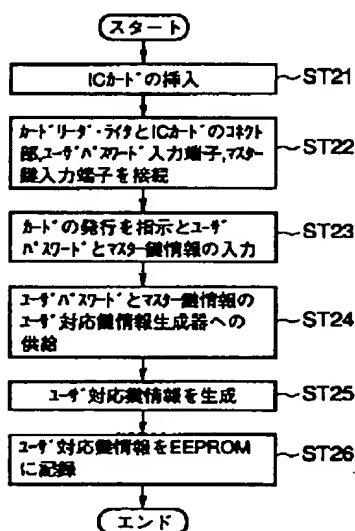 スタート
ICカードの挿入
ST21
カードリーダ・ライタとICカードのコネクト
部,ユーザパスワード入力端子,マスター
鍵入力端子を接続
ST22
カードの発行を指示とユーザ
パスワードとマスター鍵情報の入力
ST23
ユーザパスワードとマスター鍵情報の
ユーザ対応鍵情報生成器への
供給
ST24
ユーザ対応鍵情報を生成
ST25
ユーザ対応鍵情報をEEPROM
に記録
ST26
エンド